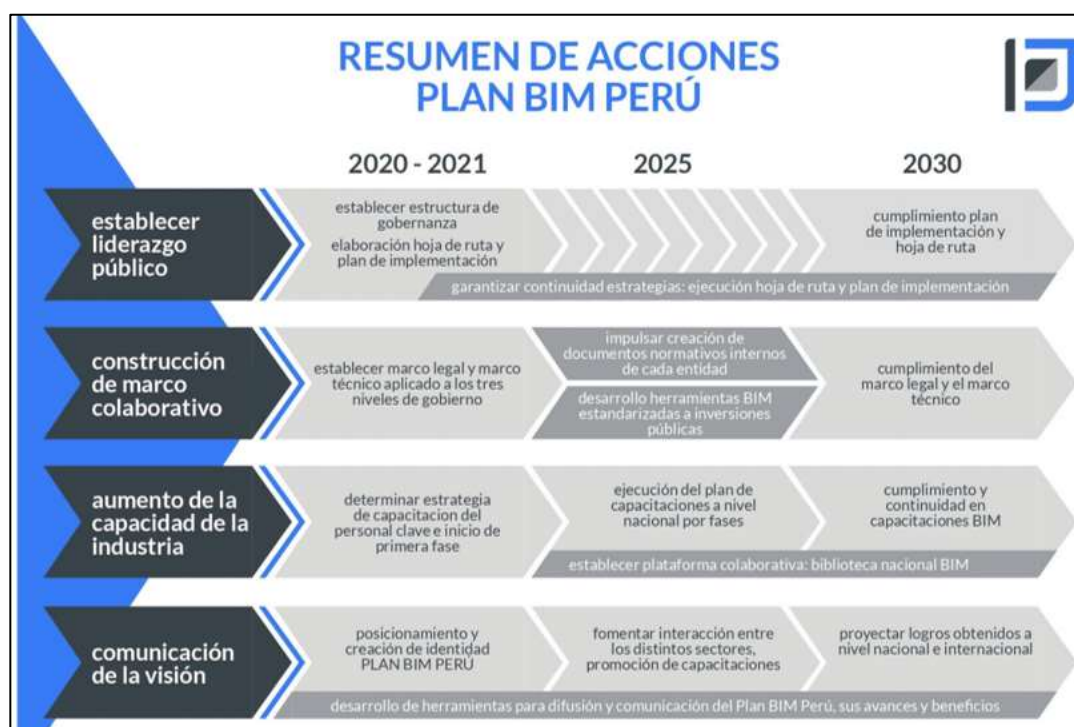 RESUMEN DE ACCIONES
PLAN BIM PERÚ
2020 - 2021
2025
2030
establecer
liderazgo
público
establecer estructura de
gobernanza
elaboración hoja de ruta y
plan de implementación
cumplimiento plan
de implementación y
hoja de ruta
garantizar continuidad estrategias: ejecución hoja de ruta y plan de implementación
construcción
de marco
colaborativo
establecer marco legal y marco
técnico aplicado a los tres
niveles de gobierno
impulsar creación de
documentos normativos internos
de cada entidad
desarrollo herramientas BIM
estandarizadas a inversiones
públicas
cumplimiento del
marco legal y el marco
técnico
aumento de la
capacidad de la
industria
determinar estrategia
de capacitacion del
personal clave e inicio de
primera fase
ejecución del plan de
capacitaciones a nivel
nacional por fases
cumplimiento y
continuidad en
capacitaciones BIM
establecer plataforma colaborativa: biblioteca nacional BIM
comunicación
de la visión
posicionamiento y
creación de identidad
PLAN BIM PERÚ
fomentar interacción entre
los distintos sectores,
promoción de capacitaciones
proyectar logros obtenidos a
nivel nacional e internacional
desarrollo de herramientas para difusión y comunicación del Plan BIM Perú, sus avances y beneficios